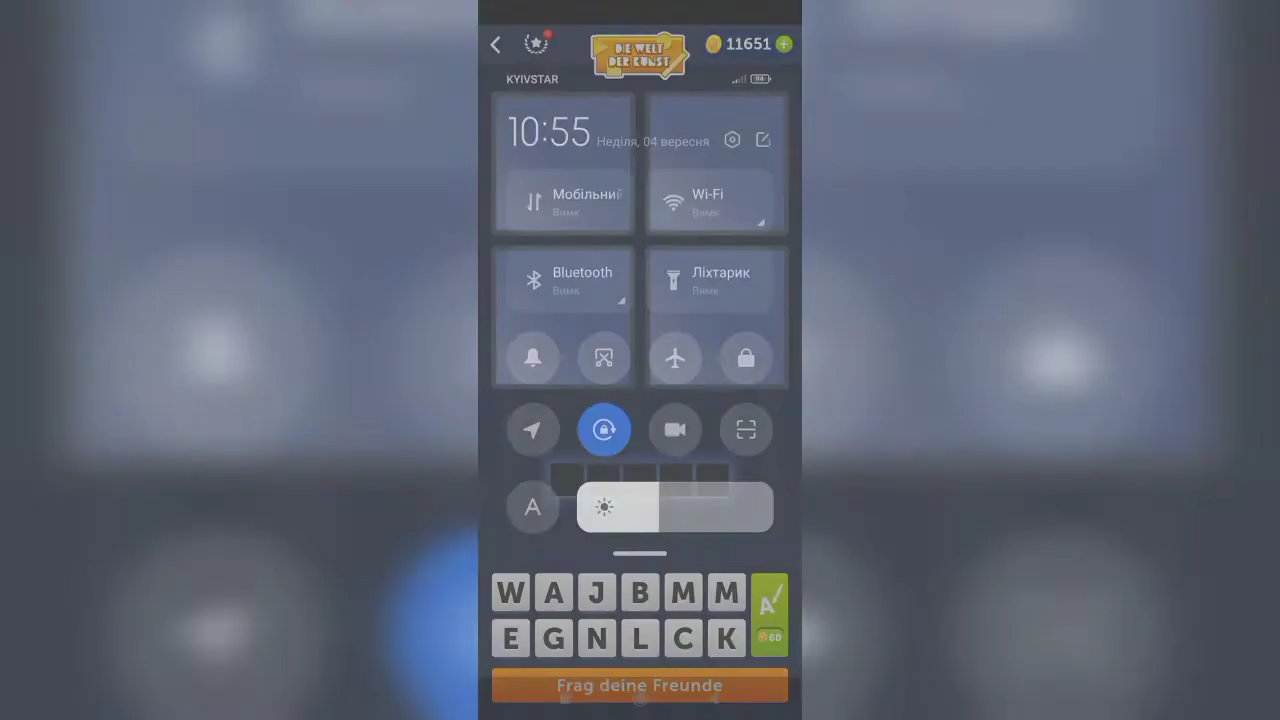 DIE WELT
DER KUNST
11651
KYIVSTAR
94
10:55 Неділя, 04 вересня
Мобільний
Вимк
Wi-Fi
Вимк
Bluetooth
Вимк
Ліхтарик
Вимк
A
W A J B M M
A
E G N L C K
60
Frag deine Freunde